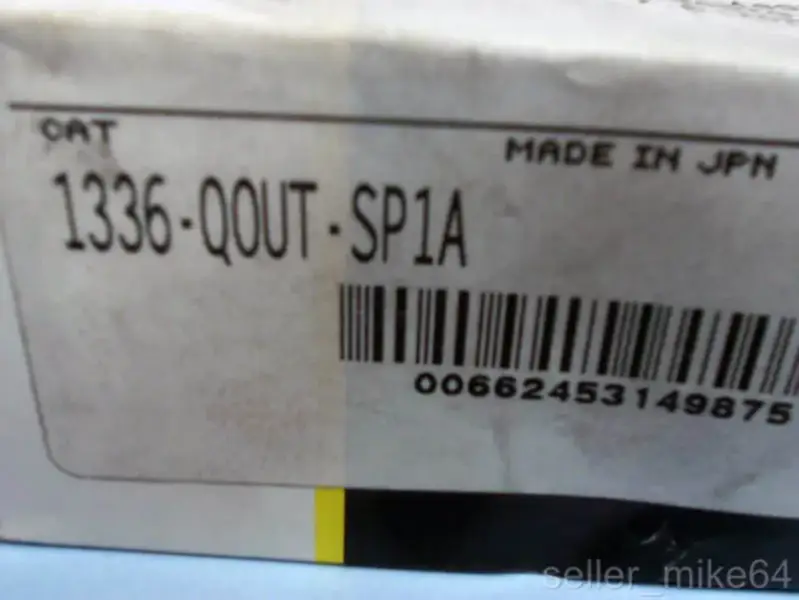 CAT
MADE IN JPN
1336-QOUT-SP1A
00662453149875
seller_mike64